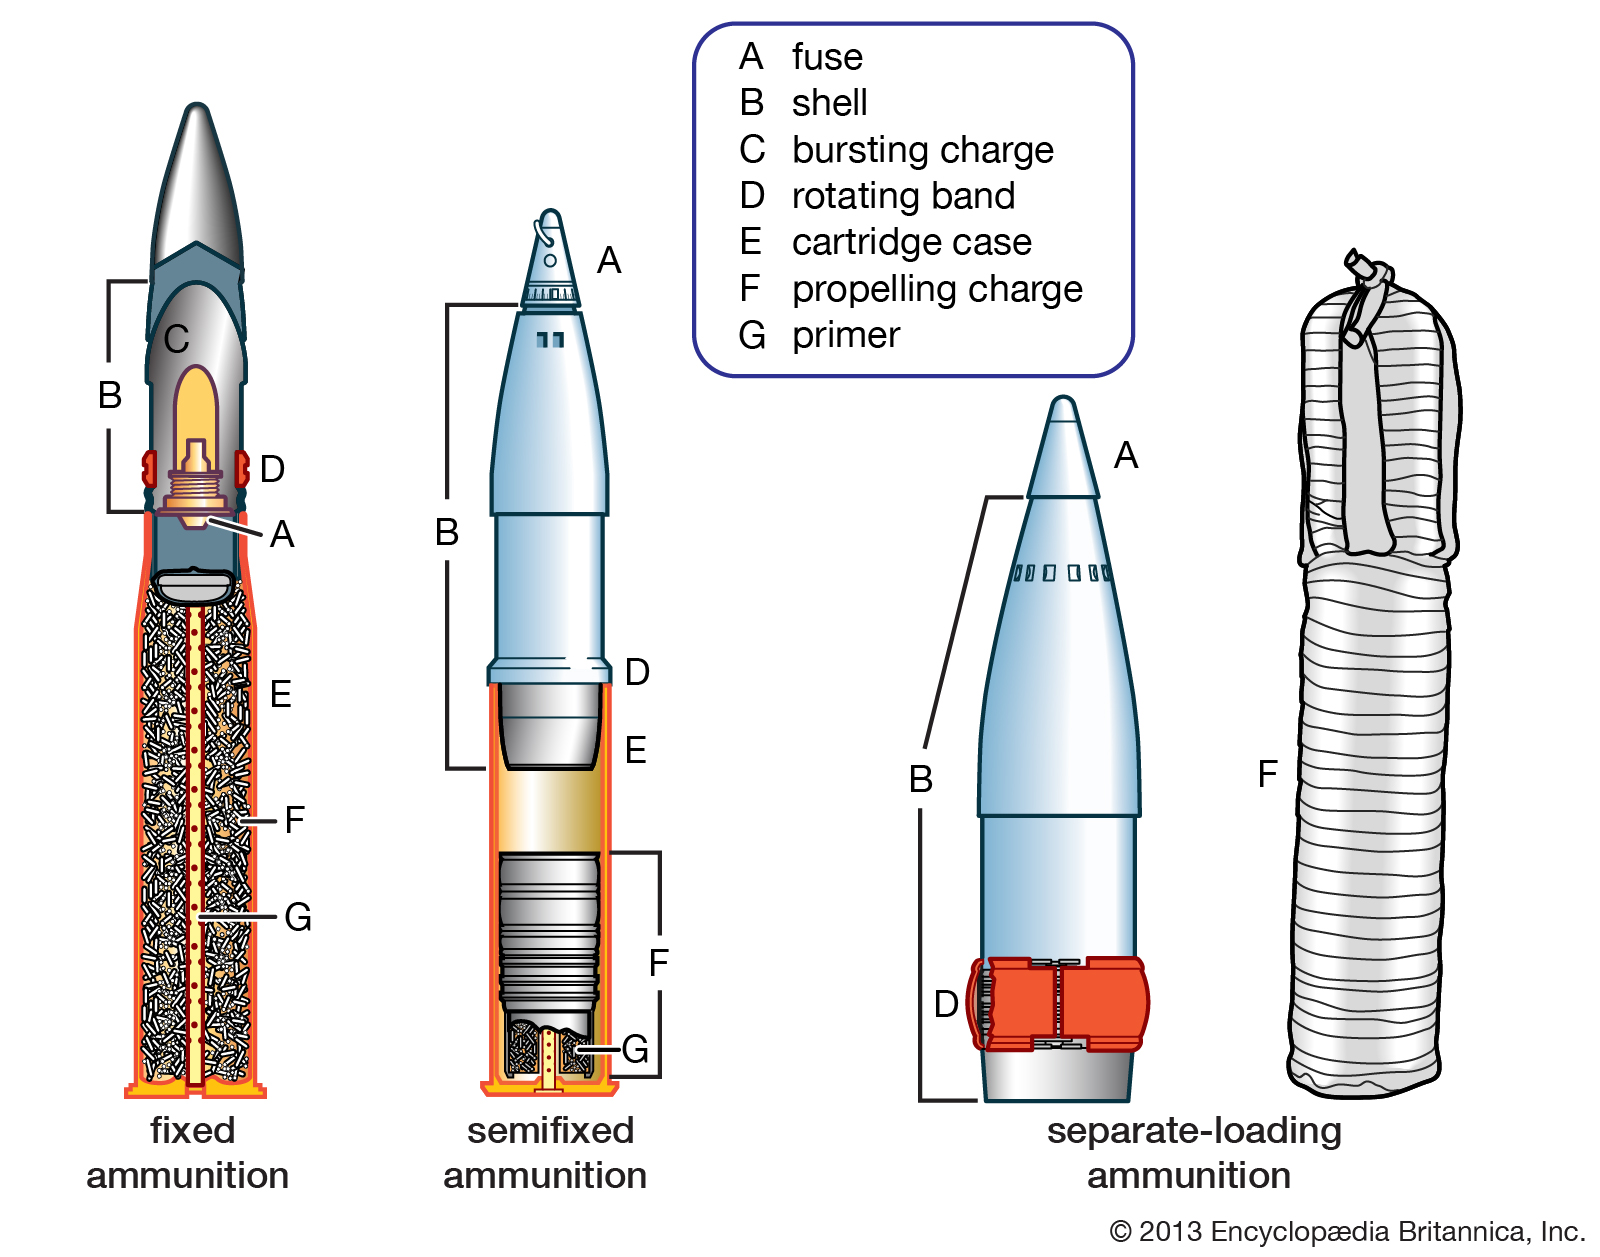 A fuse
B shell
C bursting charge
D rotating band
E cartridge case
F propelling charge
G primer
C
B
D
A
E
F
G
fixed
ammunition
A
B
D
E
F
G
semifixed
ammunition
A
B
D
F
separate-loading
ammunition
© 2013 Encyclopædia Britannica, Inc.